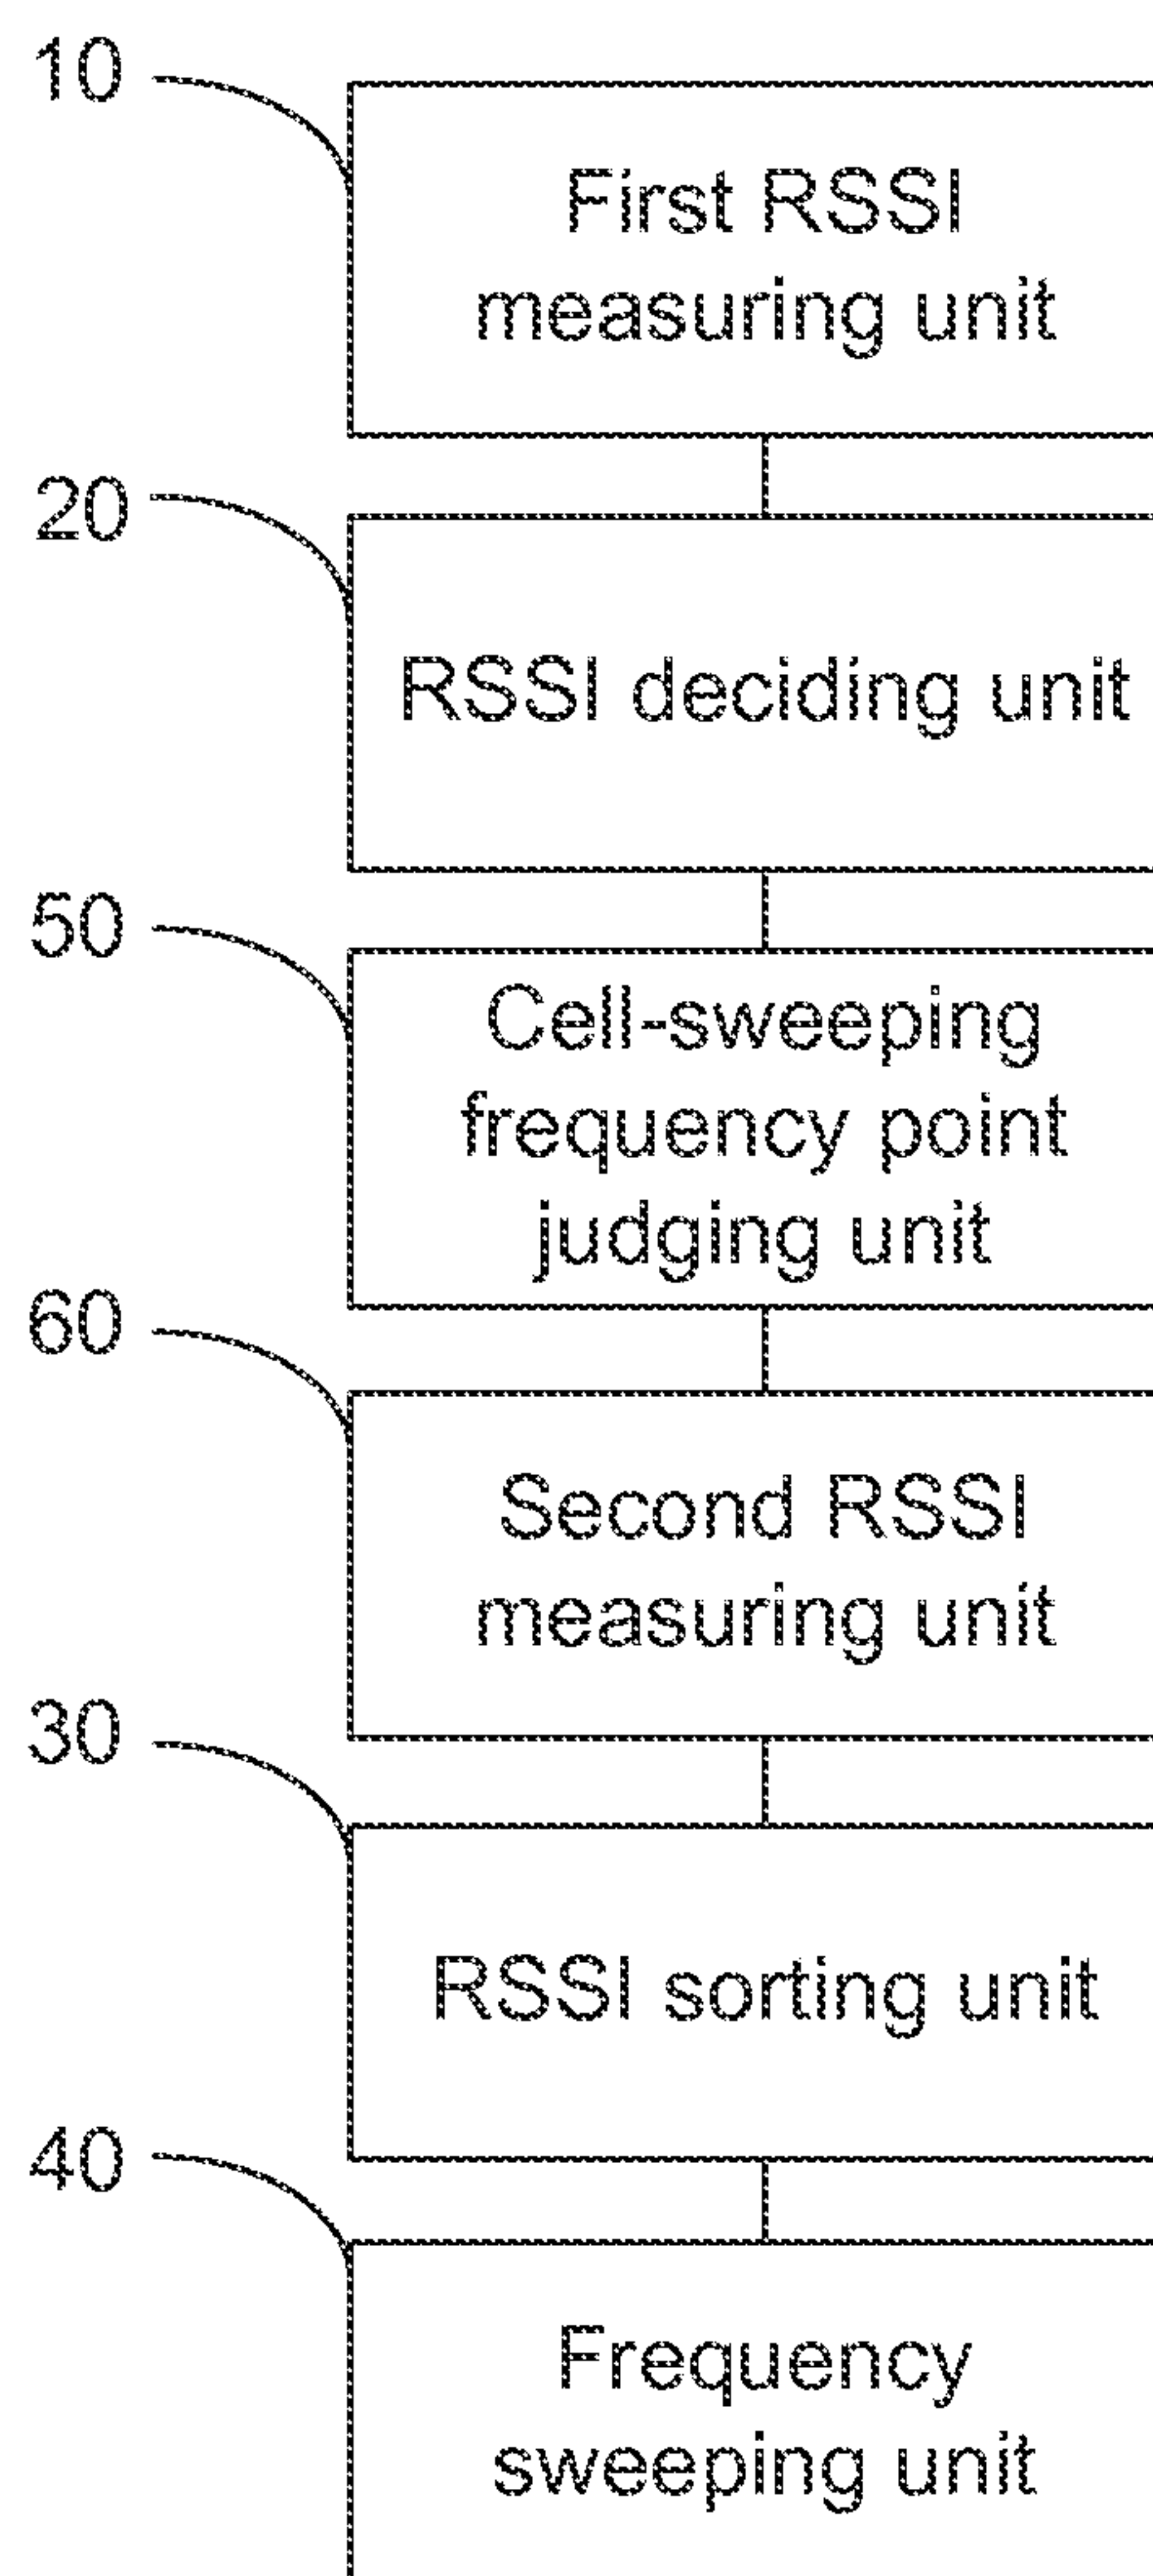 10
First RSSI
measuring unit
20
RSSI deciding unit
50
Cell-sweeping
frequency point
judging unit
60
Second RSSI
measuring unit
30
RSSI sorting unit
40
Frequency
sweeping unit